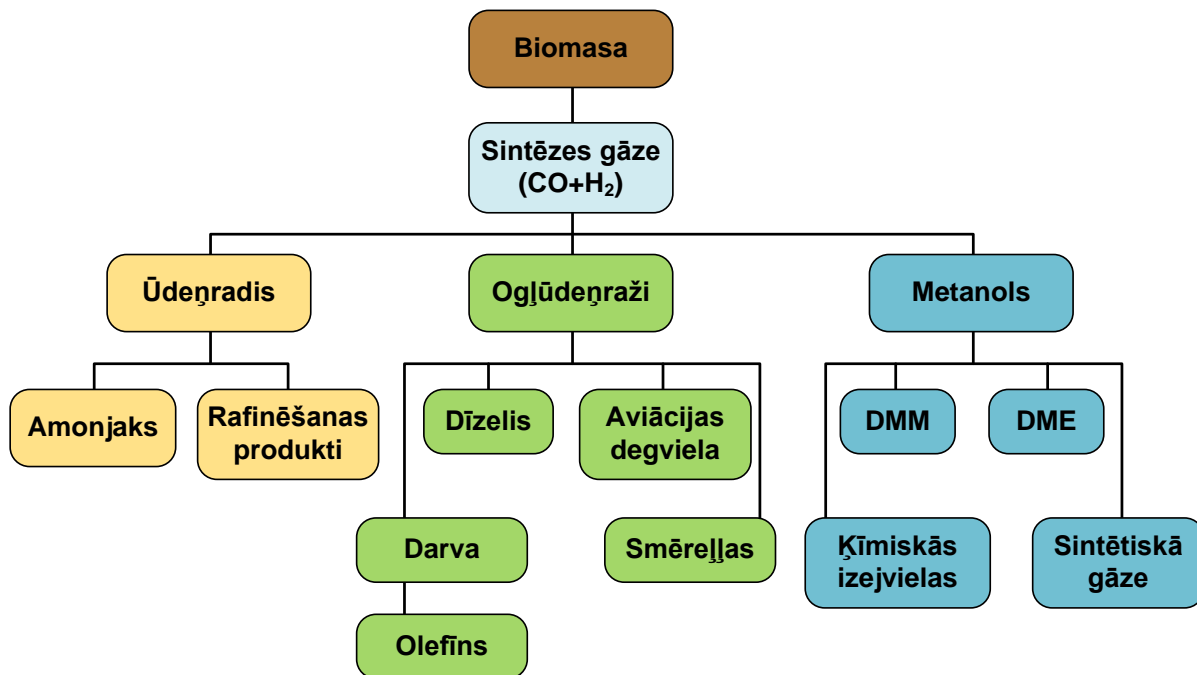 Biomasa
Sintēzes gāze
(CO+H₂)
Ūdeņradis
Ogļūdeņraži
Metanols
Amonjaks
Rafinēšanas
produkti
Dīzelis
Aviācijas
degviela
DMM
DME
Darva
Smēreļļas
Ķīmiskās
izejvielas
Sintētiskā
gāze
Olefīns